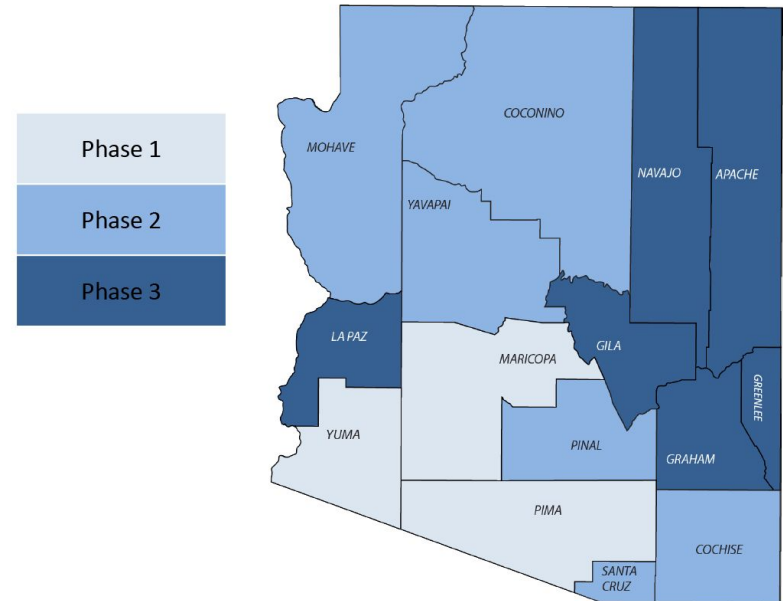 Phase 1
Phase 2
Phase 3
MOHAVE
COCONINO
NAVAJO
APACHE
YAVAPAI
LA PAZ
MARICOPA
GILA
GREENLEE
YUMA
PINAL
GRAHAM
PIMA
SANTA
CRUZ
COCHISE